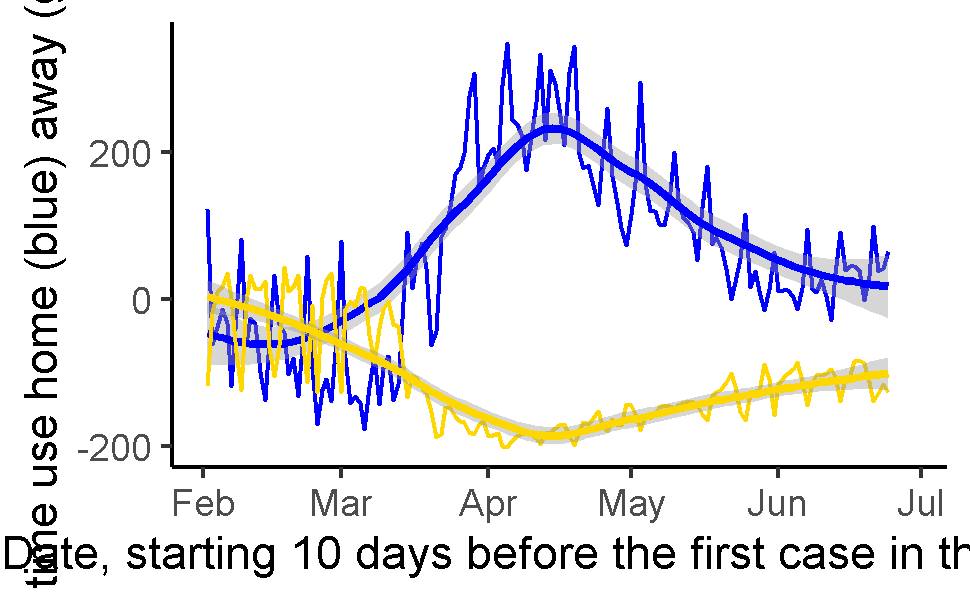 time use home (blue) away (
200
0
-200
Feb Mar Apr May Jun Jul
Date, starting 10 days before the first case in th